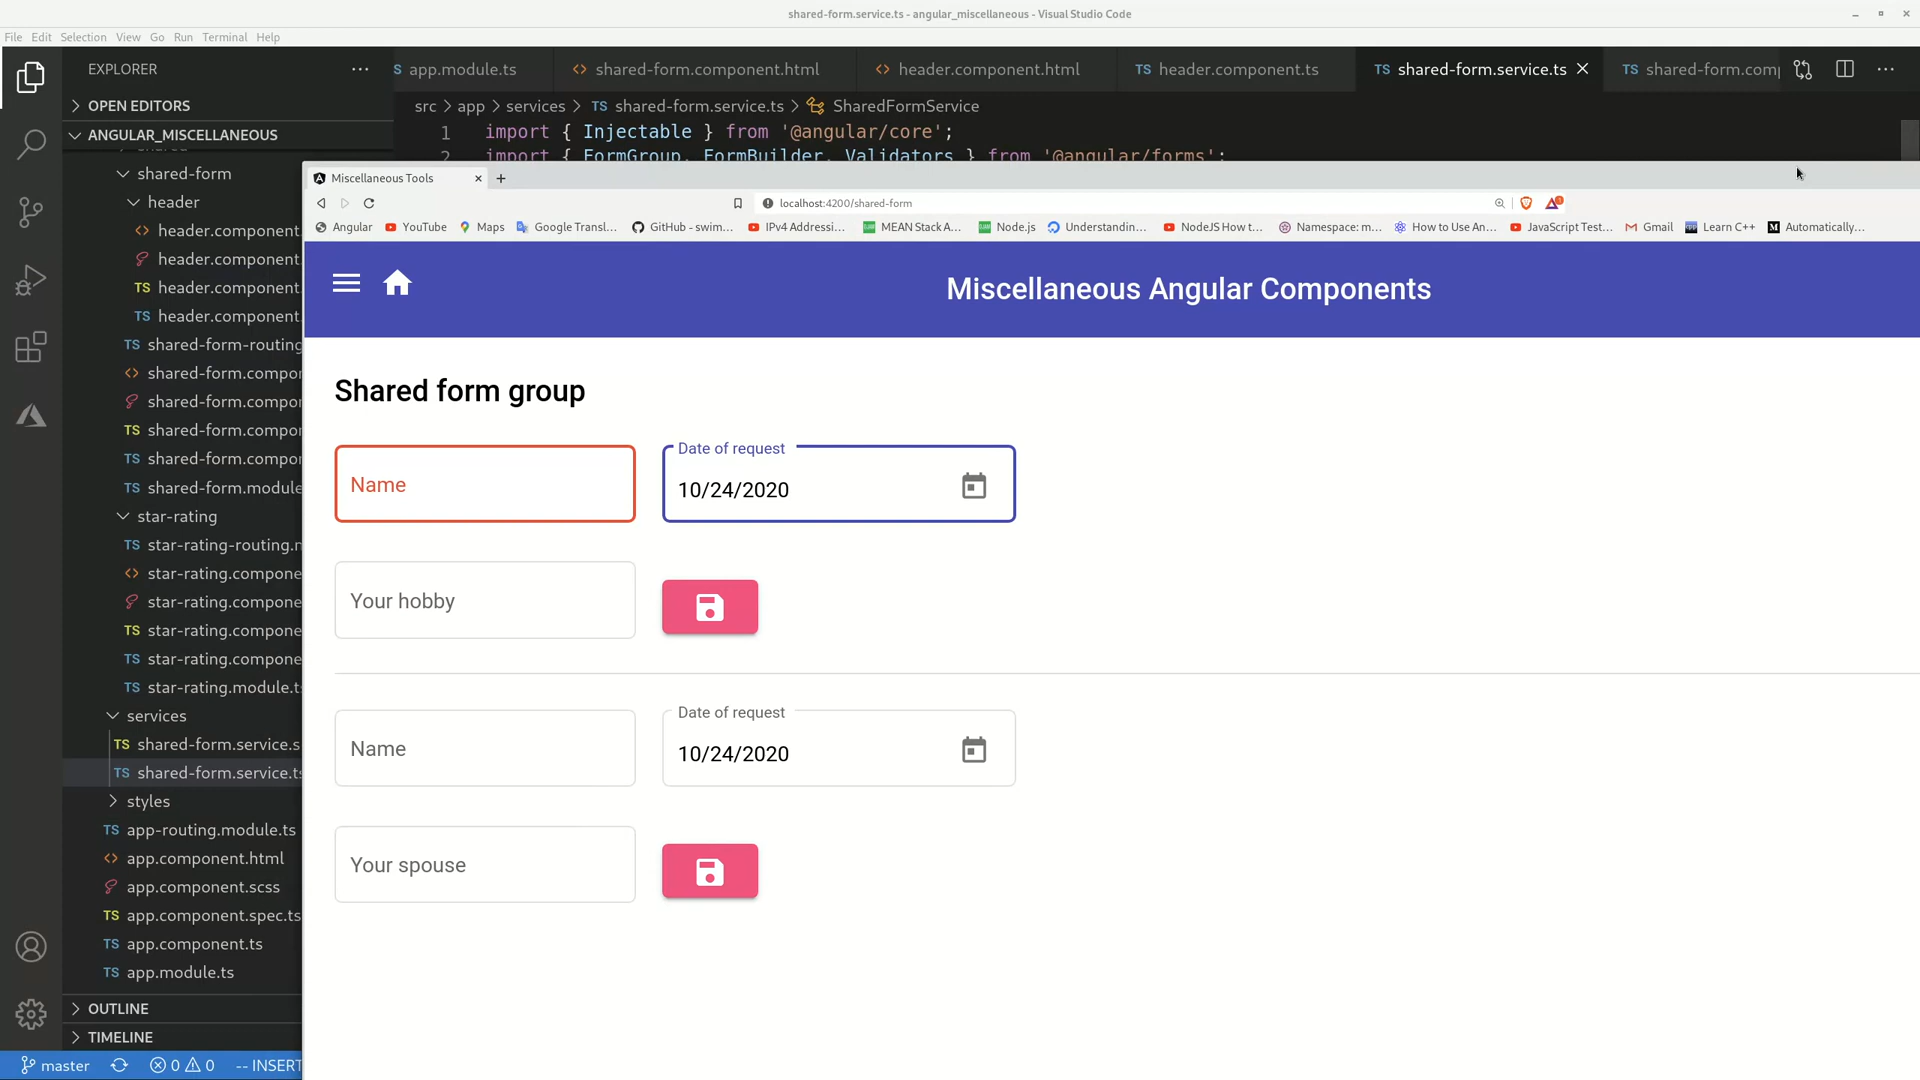 shared-form.service.ts - angular_miscellaneous - Visual Studio Code
File Edit Selection View Go Run Terminal Help
EXPLORER
OPEN EDITORS
ANGULAR_MISCELLANEOUS
shared-form
header
header.component.
header.component.
TS header.component.
TS header.component.
TS shared-form-routing
shared-form.compor
shared-form.compor
TS shared-form.compor
TS shared-form.compor
TS shared-form.module
star-rating
TS star-rating-routing.n
star-rating.compone
star-rating.compone
TS star-rating.compone
TS star-rating.compone
TS star-rating.module.ts
services
TS shared-form.service.s
TS shared-form.service.ts
styles
TS app-routing.module.ts
app.component.html
app.component.scss
TS app.component.spec.ts
TS app.component.ts
TS app.module.ts
OUTLINE
TIMELINE
master 0 0 -- INSERT
S app.module.ts <> shared-form.component.html <> header.component.html TS header.component.ts TS shared-form.service.ts TS shared-form.comp
src > app > services > TS shared-form.service.ts > SharedFormService
1 import { Injectable } from '@angular/core';
2 import { FormGroup, FormBuilder, Validators } from '@angular/forms';
Miscellaneous Tools
localhost:4200/shared-form
Angular YouTube Maps Google Transl... GitHub - swim... IPv4 Addressi... MEAN Stack A... Node.js Understandin... NodeJS How t... Namespace: m... How to Use An... JavaScript Test... Gmail Learn C++ Automatically...
Miscellaneous Angular Components
Shared form group
Name
Date of request
10/24/2020
Your hobby
Name
Date of request
10/24/2020
Your spouse